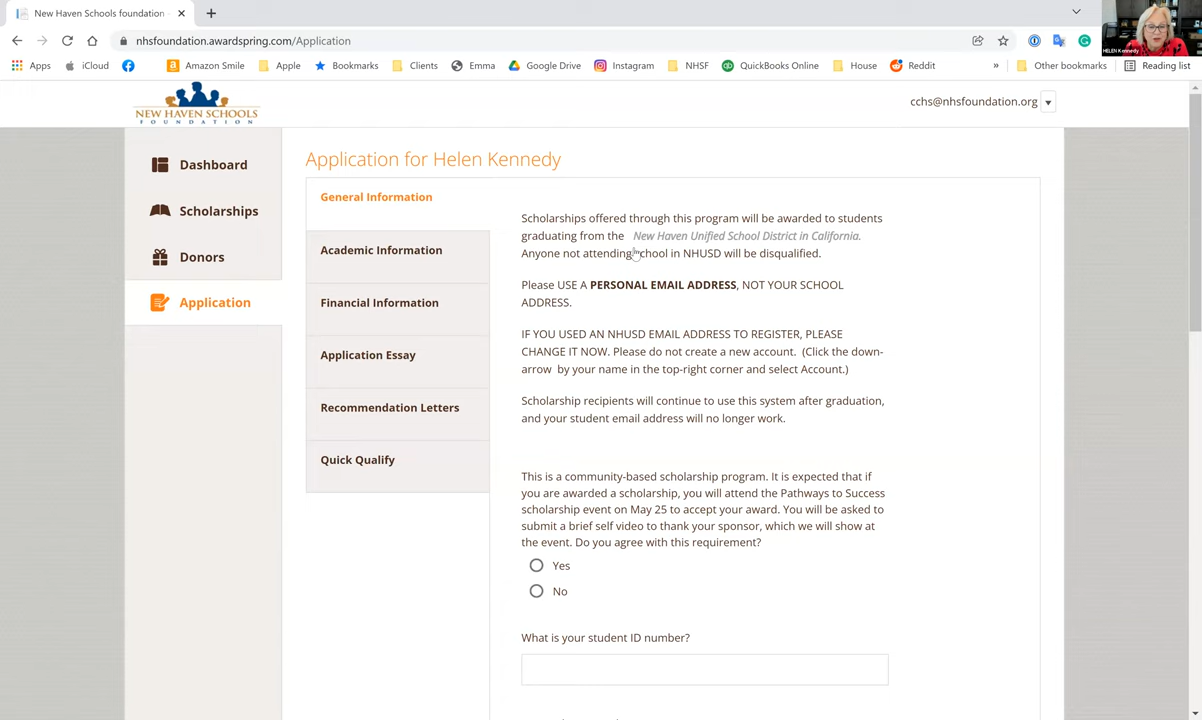 New Haven Schools foundation
nhsfoundation.awardspring.com/Application
Apps iCloud Amazon Smile Apple Bookmarks Clients Emma Google Drive Instagram NHSF QuickBooks Online House Reddit » Other bookmarks Reading list
HELEN Kennedy
NEW HAVEN SCHOOLS
FOUNDATION
cchs@nhsfoundation.org
Dashboard
Scholarships
Donors
Application
Application for Helen Kennedy
General Information
Academic Information
Financial Information
Application Essay
Recommendation Letters
Quick Qualify
Scholarships offered through this program will be awarded to students
graduating from the New Haven Unified School District in California.
Anyone not attending school in NHUSD will be disqualified.
Please USE A PERSONAL EMAIL ADDRESS, NOT YOUR SCHOOL
ADDRESS.
IF YOU USED AN NHUSD EMAIL ADDRESS TO REGISTER, PLEASE
CHANGE IT NOW. Please do not create a new account. (Click the down-
arrow by your name in the top-right corner and select Account.)
Scholarship recipients will continue to use this system after graduation,
and your student email address will no longer work.
This is a community-based scholarship program. It is expected that if
you are awarded a scholarship, you will attend the Pathways to Success
scholarship event on May 25 to accept your award. You will be asked to
submit a brief self video to thank your sponsor, which we will show at
the event. Do you agree with this requirement?
Yes
No
What is your student ID number?